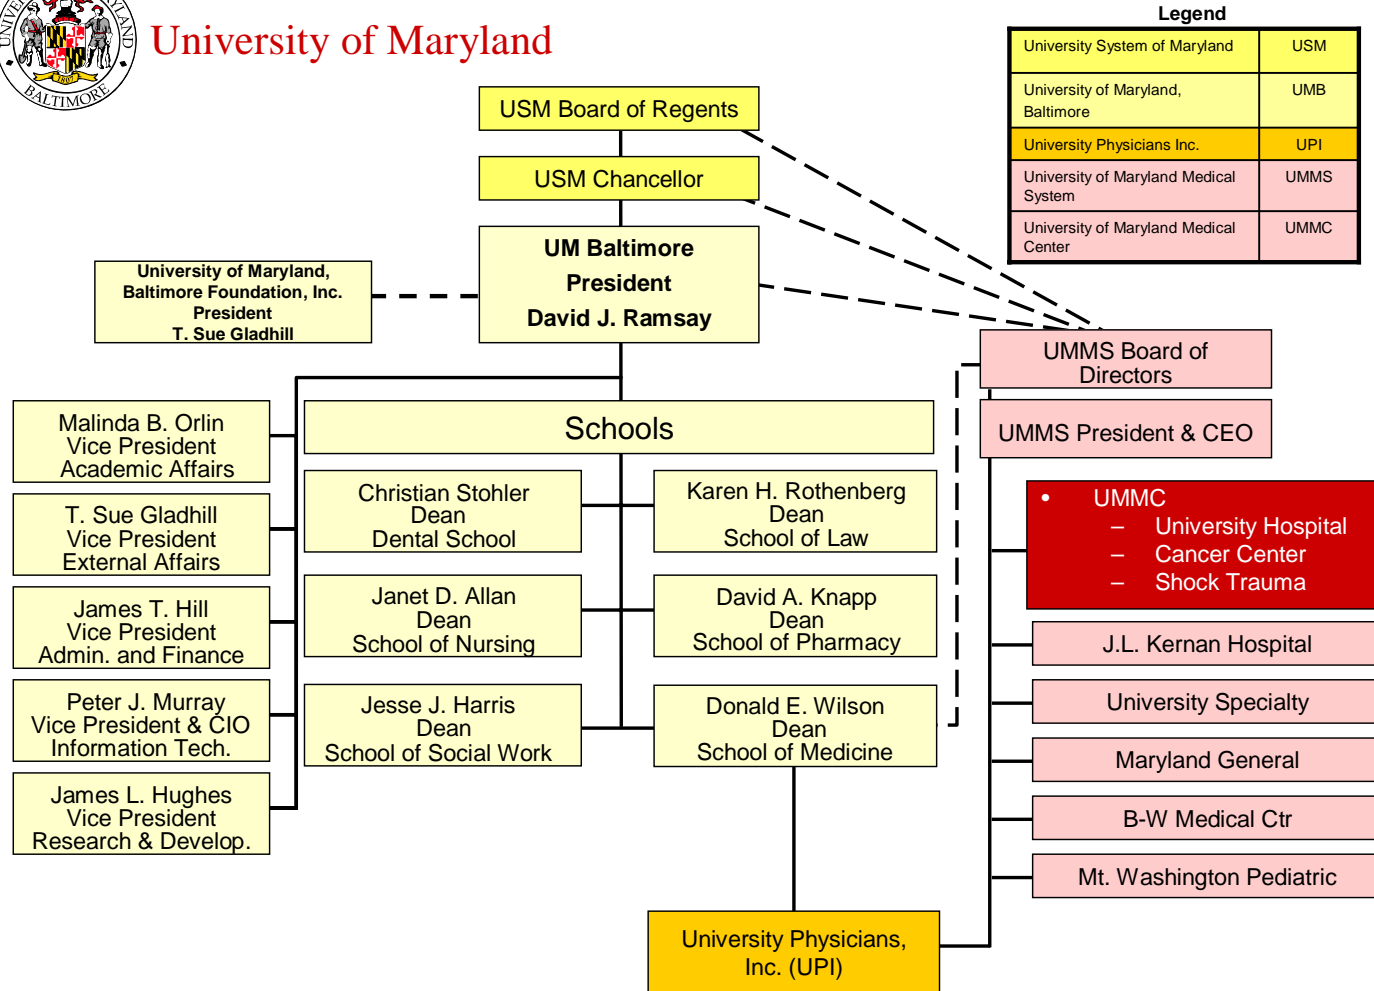 University of Maryland
Legend
University System of Maryland USM
University of Maryland, UMB
Baltimore
University Physicians Inc. UPI
University of Maryland Medical UMMS
System
University of Maryland Medical UMMC
Center
USM Board of Regents
USM Chancellor
UM Baltimore
President
David J. Ramsay
University of Maryland,
Baltimore Foundation, Inc.
President
T. Sue Gladhill
UMMS Board of
Directors
UMMS President & CEO
Malinda B. Orlin
Vice President
Academic Affairs
T. Sue Gladhill
Vice President
External Affairs
James T. Hill
Vice President
Admin. and Finance
Peter J. Murray
Vice President & CIO
Information Tech.
James L. Hughes
Vice President
Research & Develop.
Schools
Christian Stohler
Dean
Dental School
Karen H. Rothenberg
Dean
School of Law
Janet D. Allan
Dean
School of Nursing
David A. Knapp
Dean
School of Pharmacy
Jesse J. Harris
Dean
School of Social Work
Donald E. Wilson
Dean
School of Medicine
• UMMC
– University Hospital
– Cancer Center
– Shock Trauma
J.L. Kernan Hospital
University Specialty
Maryland General
B-W Medical Ctr
Mt. Washington Pediatric
University Physicians,
Inc. (UPI)
BALTIMORE